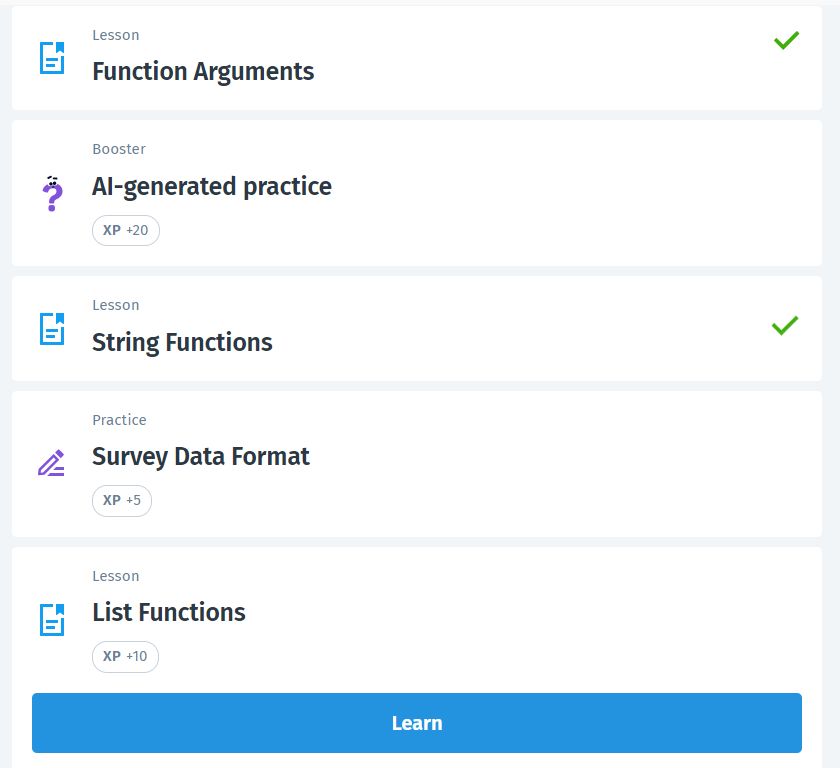 Lesson
Function Arguments
Booster
AI-generated practice
XP +20
Lesson
String Functions
Practice
Survey Data Format
XP +5
Lesson
List Functions
XP +10
Learn